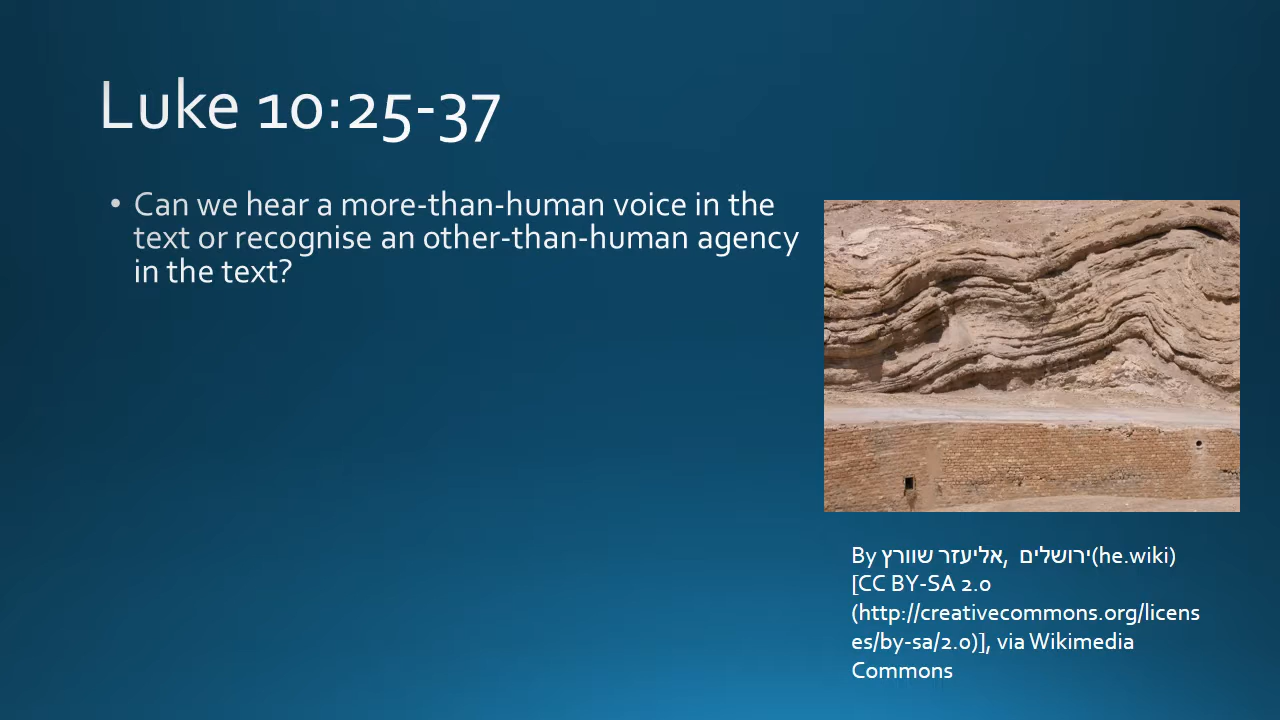 Luke 10:25-37
• Can we hear a more-than-human voice in the
text or recognise an other-than-human agency
in the text?
By אליעזר שוורץ, ירושלים(he.wiki)
[CC BY-SA 2.0
(http://creativecommons.org/licens
es/by-sa/2.0)], via Wikimedia
Commons